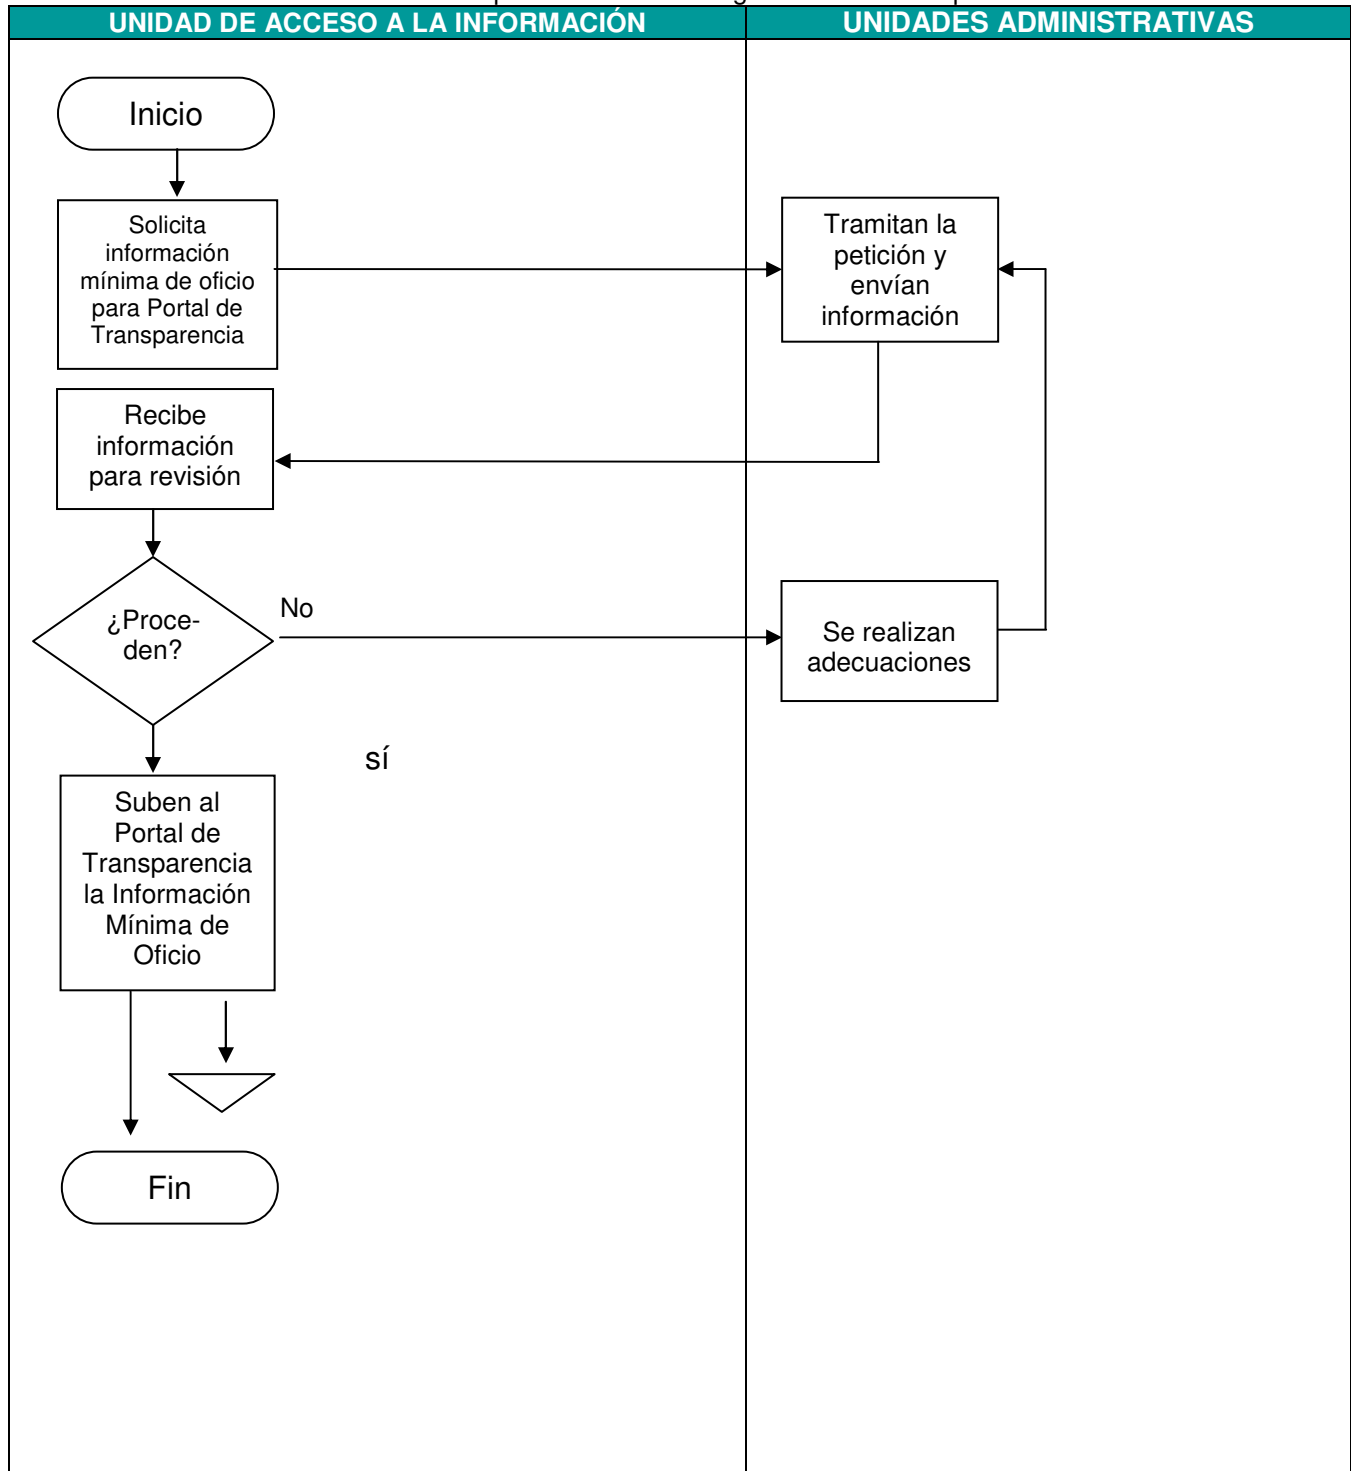 UNIDAD DE ACCESO A LA INFORMACIÓN
UNIDADES ADMINISTRATIVAS
Inicio
Solicita
información
mínima de oficio
para Portal de
Transparencia
Tramitan la
petición y
envían
información
Recibe
información
para revisión
¿Proce-
den?
No
Se realizan
adecuaciones
sí
Suben al
Portal de
Transparencia
la Información
Mínima de
Oficio
Fin